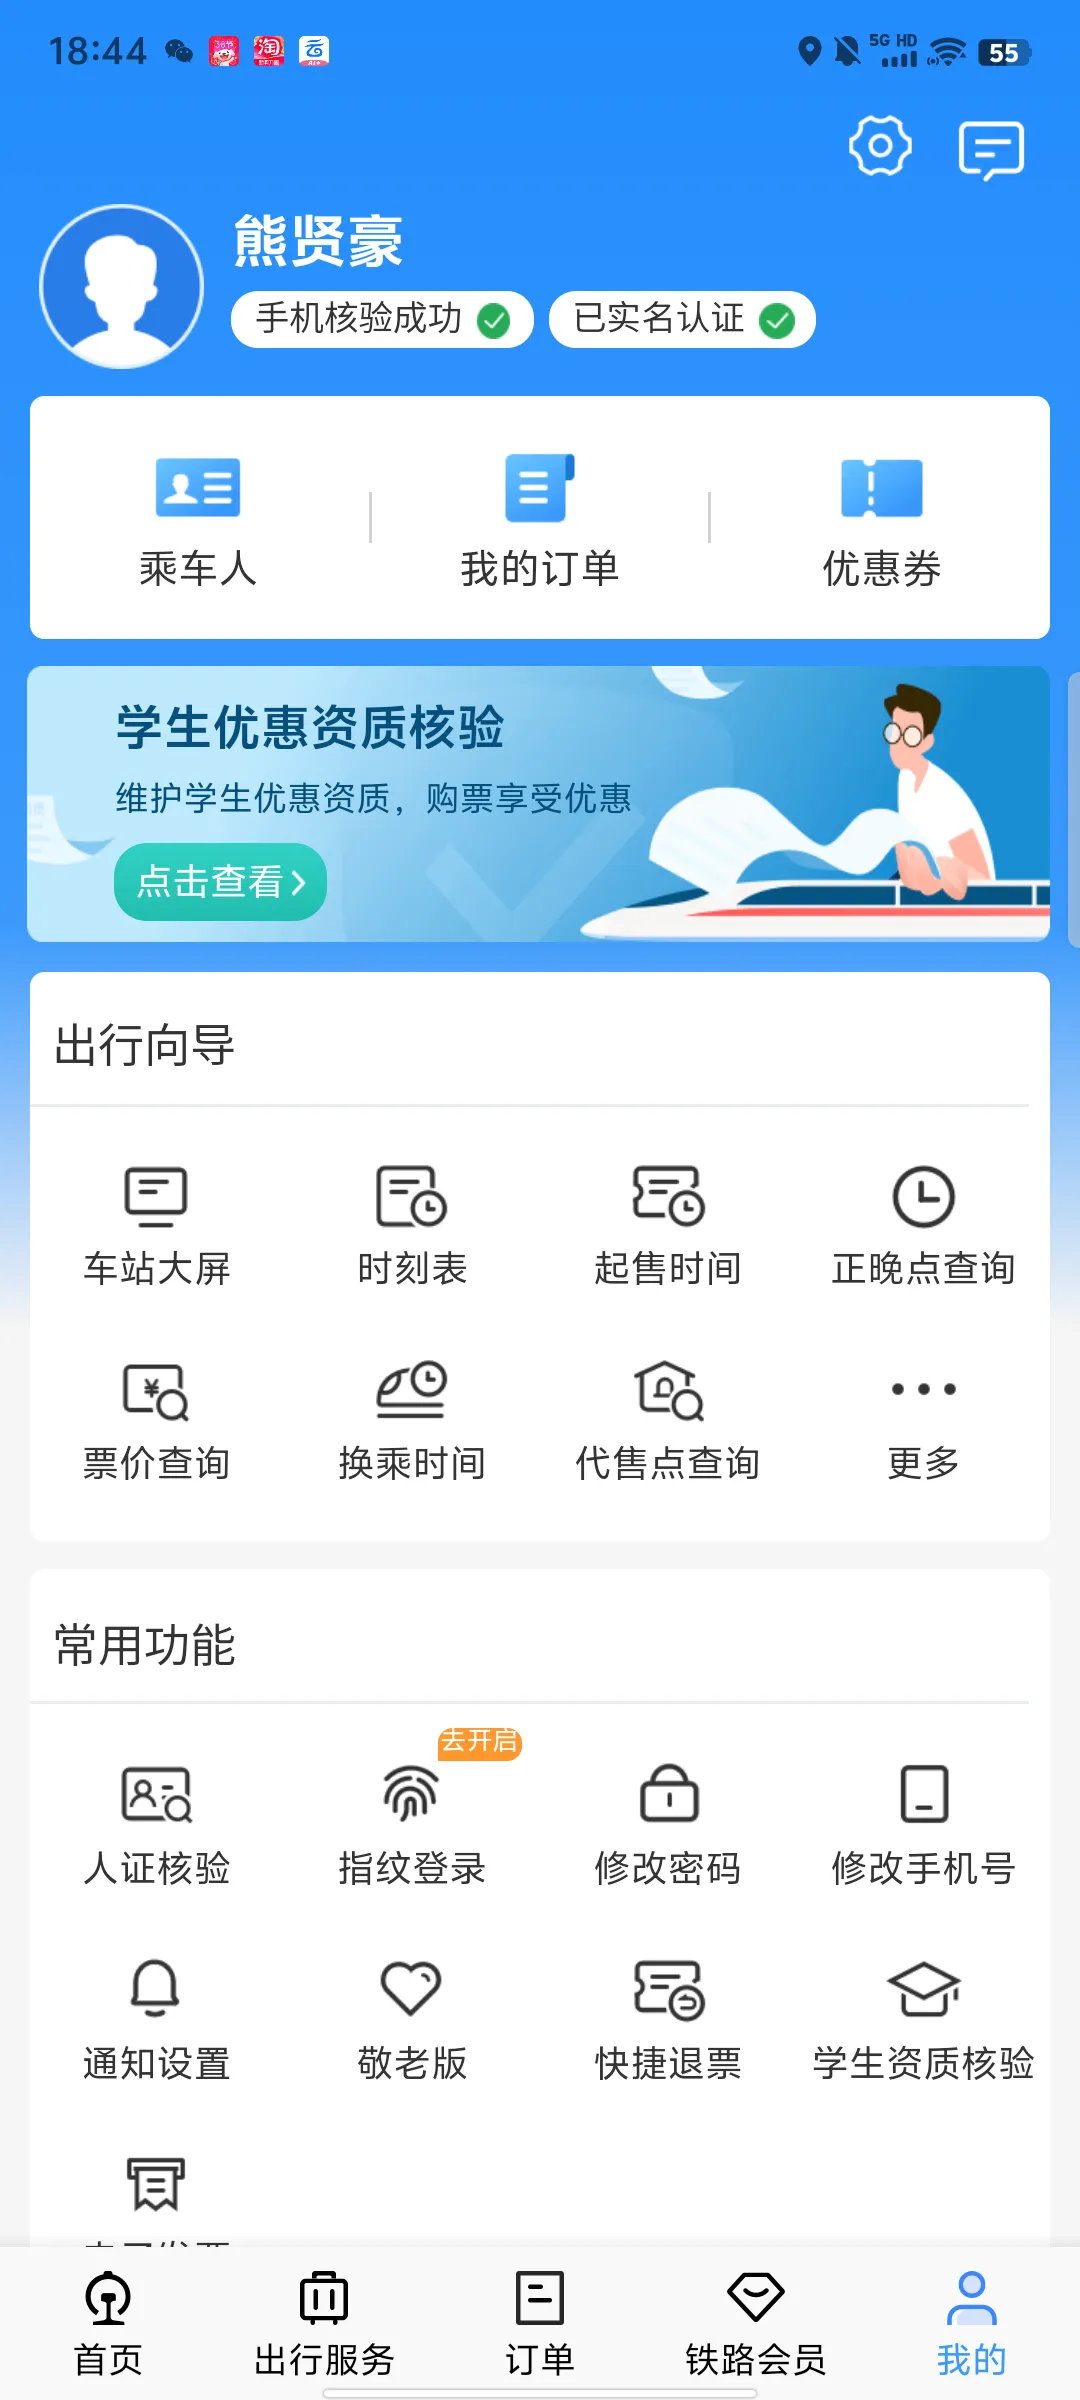 18:44
5G HD
55
熊贤豪
手机核验成功
已实名认证
乘车人
我的订单
优惠券
学生优惠资质核验
维护学生优惠资质，购票享受优惠
点击查看
出行向导
车站大屏
时刻表
起售时间
正晚点查询
票价查询
换乘时间
代售点查询
更多
常用功能
去开启
人证核验
指纹登录
修改密码
修改手机号
通知设置
敬老版
快捷退票
学生资质核验
首页
出行服务
订单
铁路会员
我的